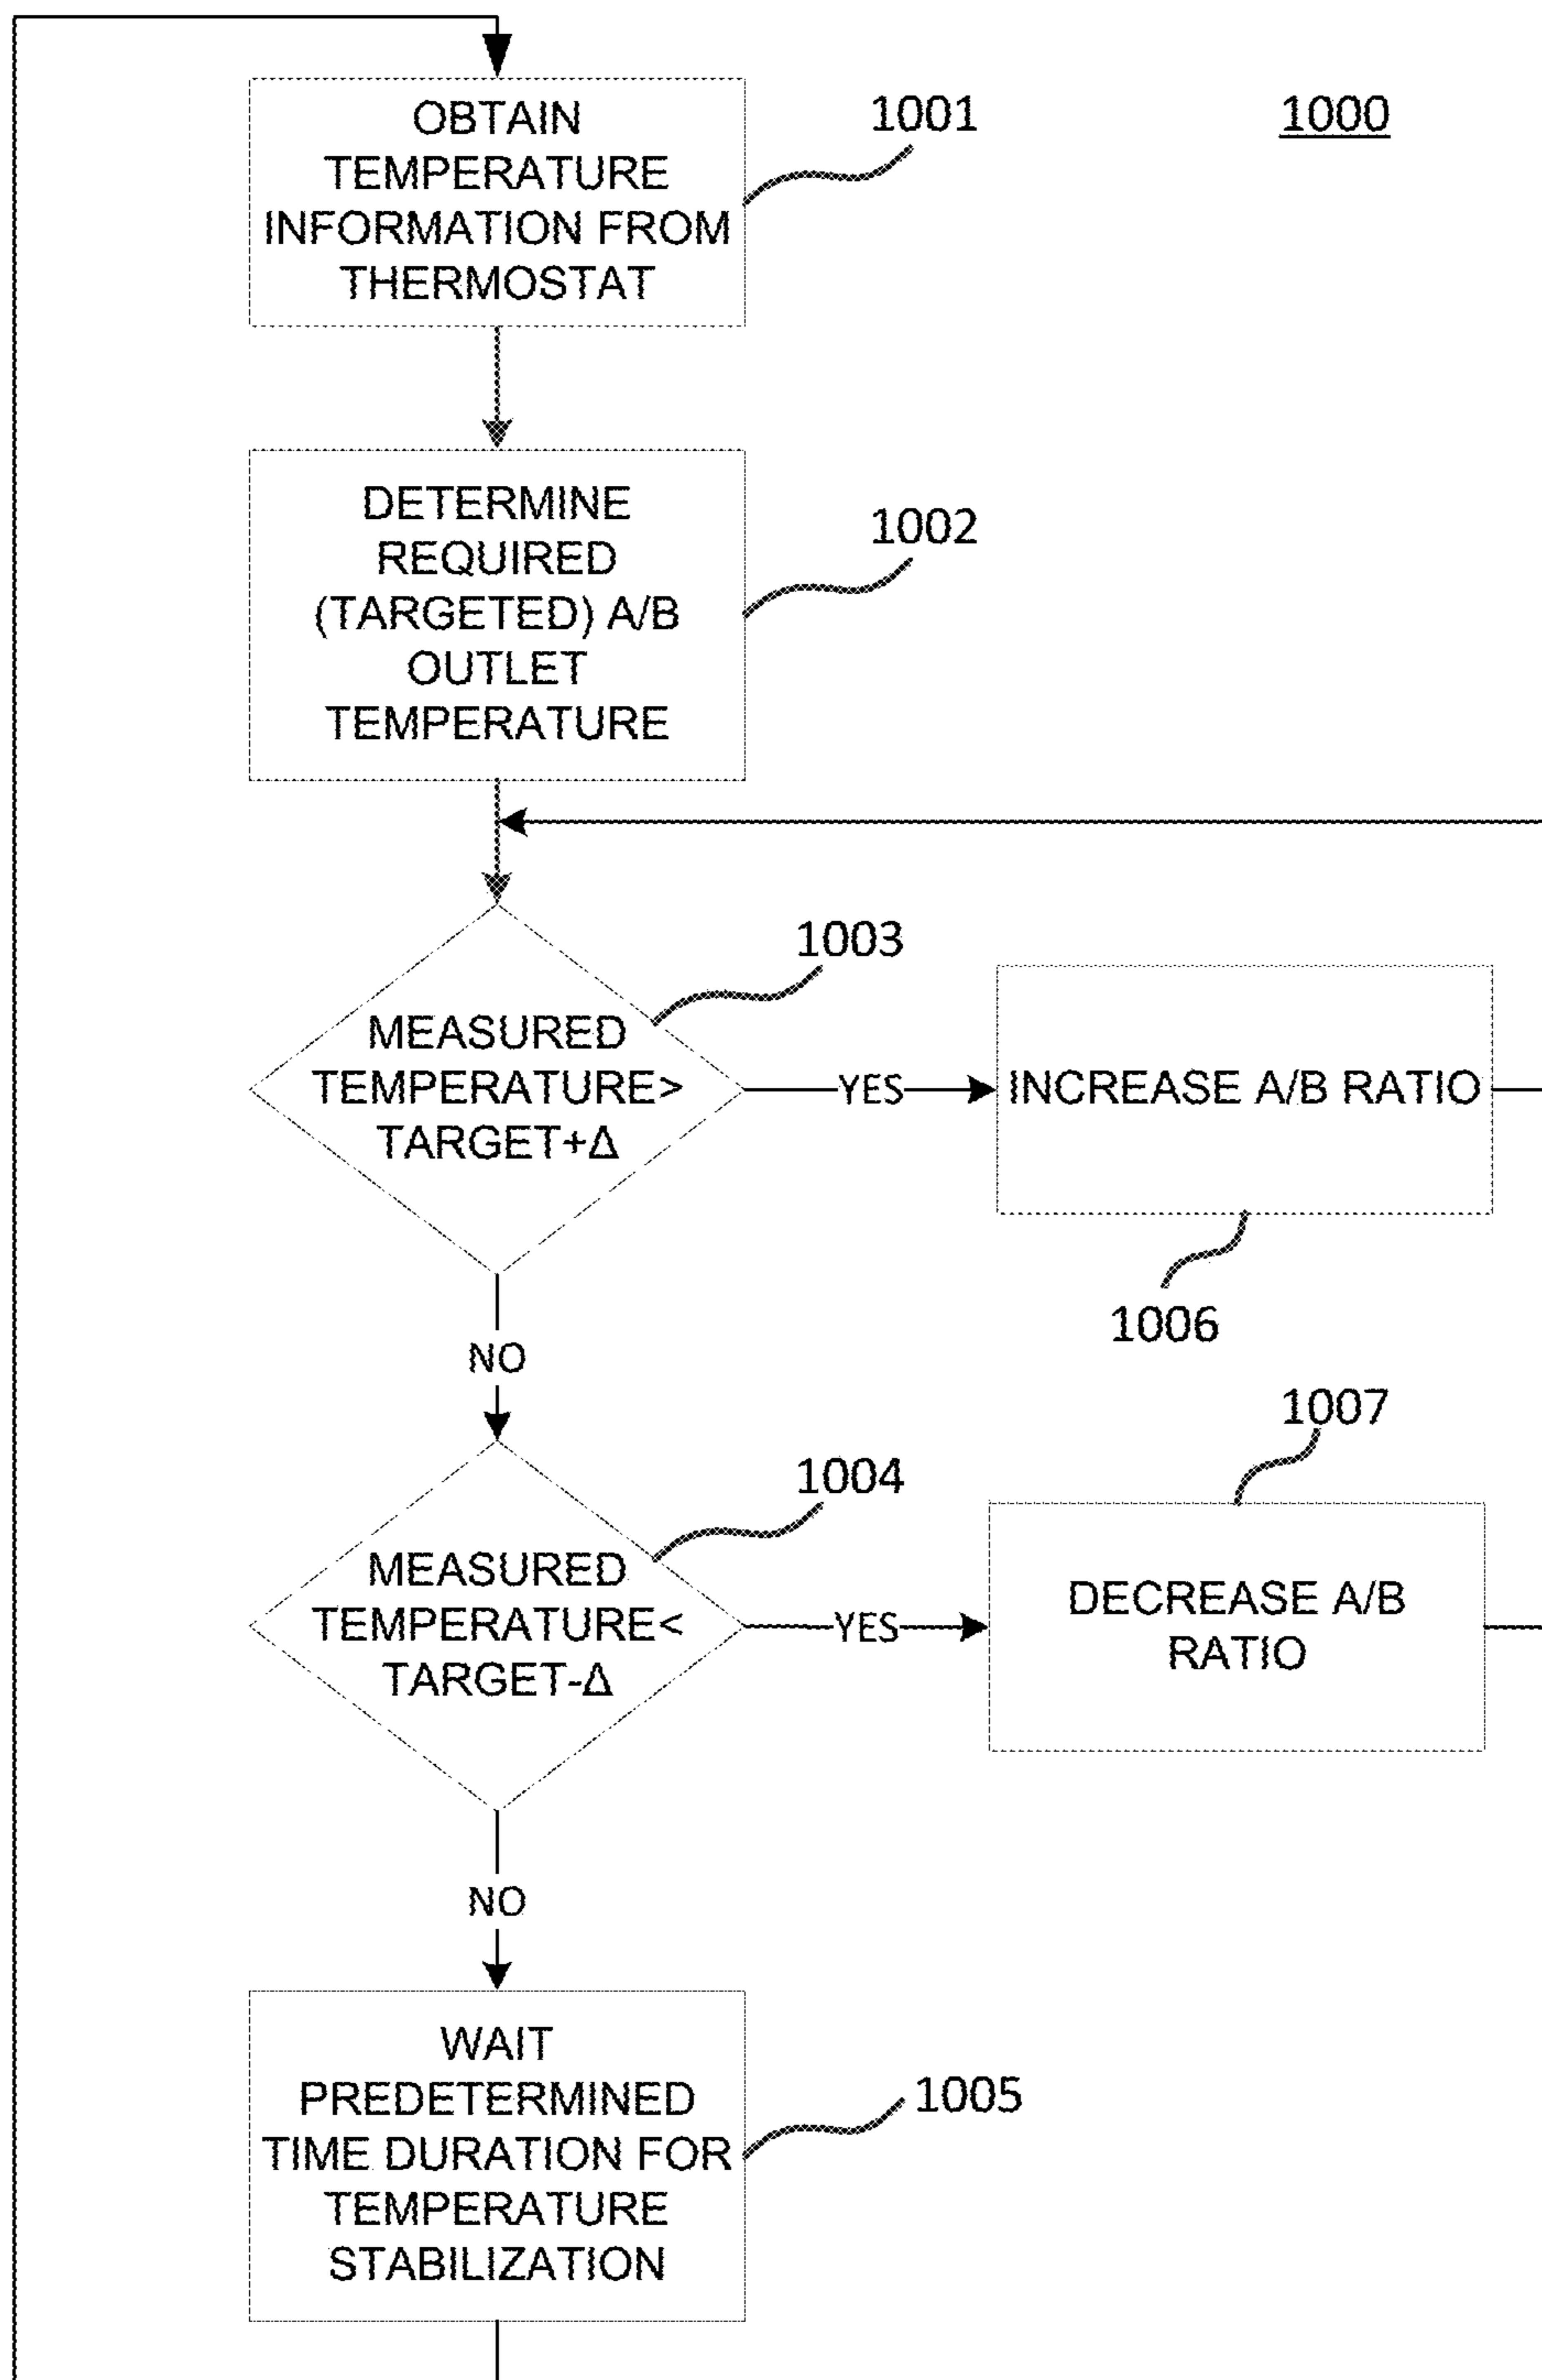 OBTAIN
TEMPERATURE
INFORMATION FROM
THERMOSTAT
1001
1000
DETERMINE
REQUIRED
(TARGETED) A/B
OUTLET
TEMPERATURE
1002
MEASURED
TEMPERATURE>
TARGET+Δ
1003
YES
INCREASE A/B RATIO
1006
NO
MEASURED
TEMPERATURE<
TARGET-Δ
1004
YES
1007
DECREASE A/B
RATIO
NO
WAIT
PREDETERMINED
TIME DURATION FOR
TEMPERATURE
STABILIZATION
1005